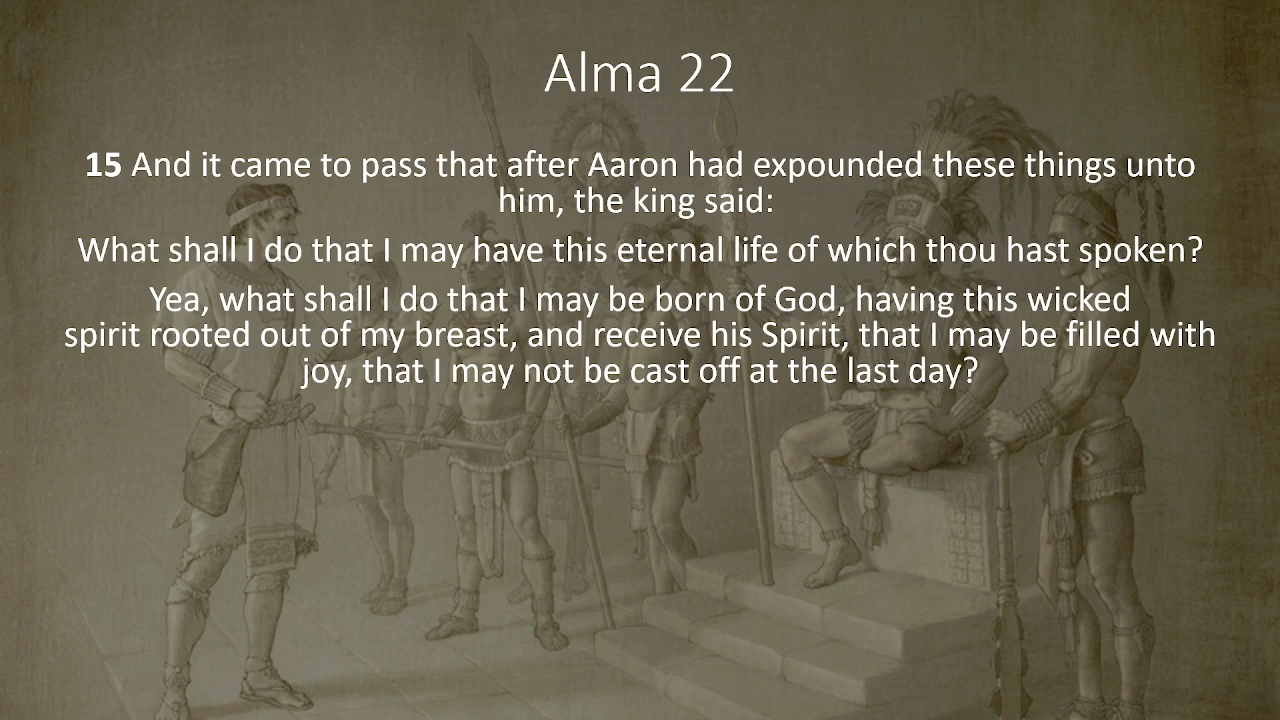 Alma 22
15 And it came to pass that after Aaron had expounded these things unto
him, the king said:
What shall I do that I may have this eternal life of which thou hast spoken?
Yea, what shall I do that I may be born of God, having this wicked
spirit rooted out of my breast, and receive his Spirit, that I may be filled with
joy, that I may not be cast off at the last day?